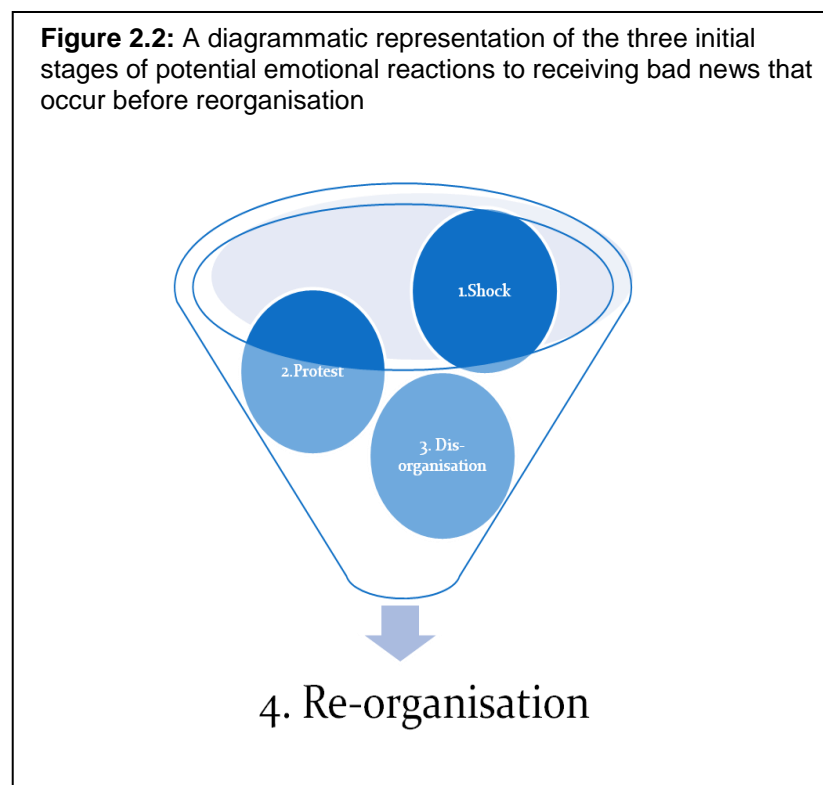 Figure 2.2: A diagrammatic representation of the three initial
stages of potential emotional reactions to receiving bad news that
occur before reorganisation
1.Shock
2.Protest
3. Dis-
organisation
4. Re-organisation